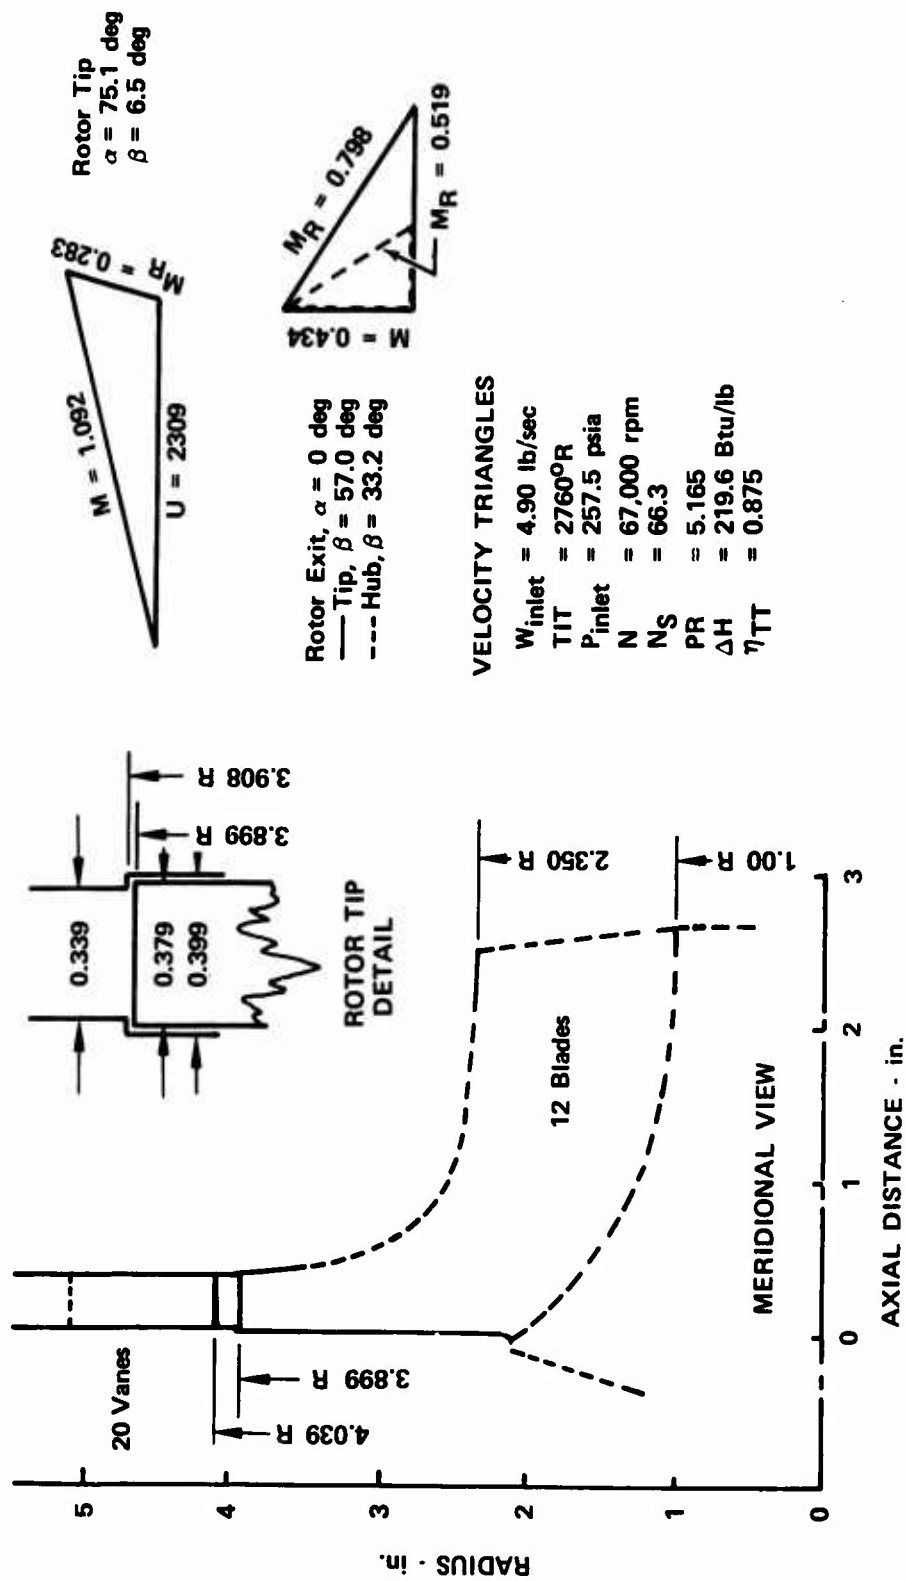 Rotor Tip
α = 75.1 deg
β = 6.5 deg
M = 1.092
M_R = 0.283
U = 2309
Rotor Exit, α = 0 deg
Tip, β = 57.0 deg
Hub, β = 33.2 deg
M = 0.434
M_R = 0.798
M_R = 0.519
VELOCITY TRIANGLES
W_inlet = 4.90 lb/sec
TIT = 2760°R
P_inlet = 257.5 psia
N = 67,000 rpm
N_S = 66.3
PR = 5.165
ΔH = 219.6 Btu/lb
η_TT = 0.875
0.339
0.379
0.399
3.899 R
3.908 R
ROTOR TIP
DETAIL
20 Vanes
4.039 R
3.899 R
2.350 R
1.00 R
12 Blades
MERIDIONAL VIEW
RADIUS - in.
5
4
3
2
1
0
0
1
2
3
AXIAL DISTANCE - in.